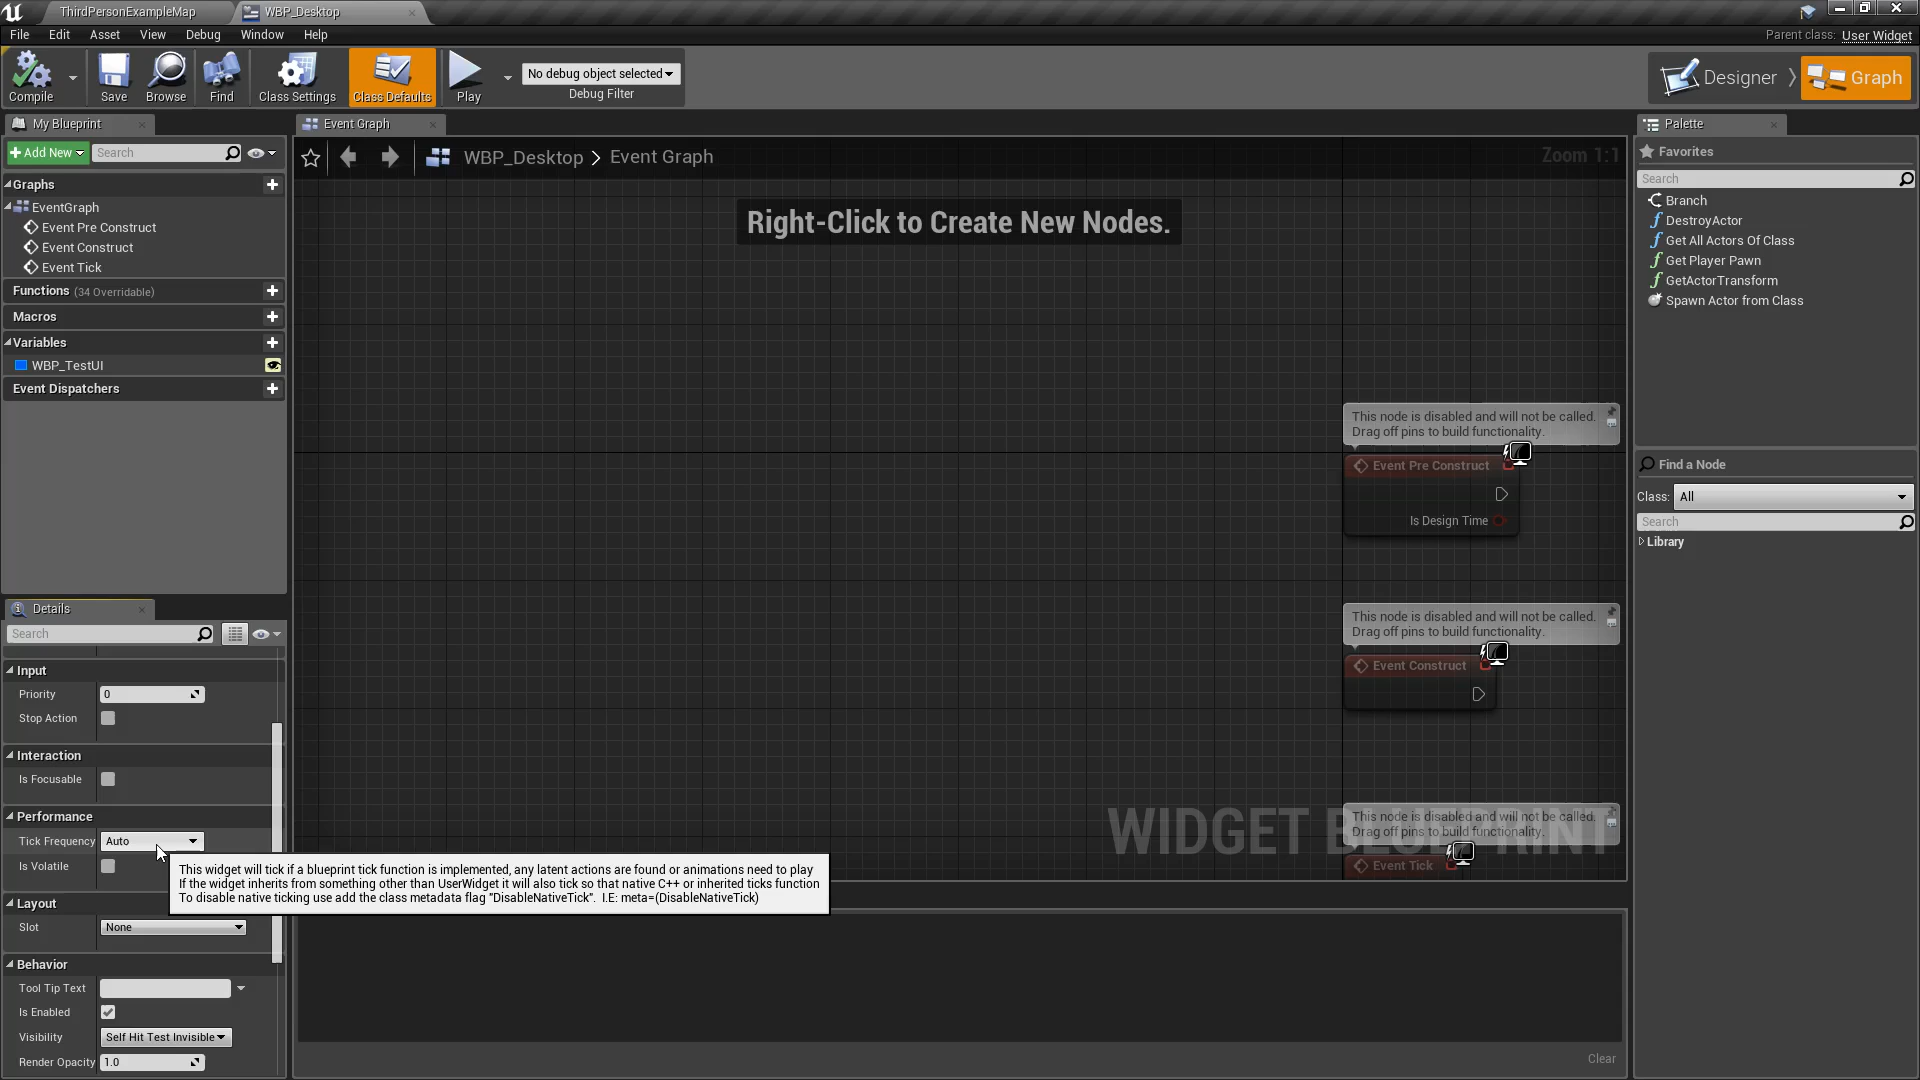 ThirdPersonExampleMap
WBP_Desktop
File Edit Asset View Debug Window Help
Parent class: User Widget
Compile
Save
Browse
Find
Class Settings
Class Defaults
Play
No debug object selected
Debug Filter
Designer
Graph
My Blueprint
Add New
Search
Graphs
EventGraph
Event Pre Construct
Event Construct
Event Tick
Functions (34 Overridable)
Macros
Variables
WBP_TestUI
Event Dispatchers
Details
Search
Input
Priority 0
Stop Action
Interaction
Is Focusable
Performance
Tick Frequency Auto
Is Volatile
Layout
Slot None
Behavior
Tool Tip Text
Is Enabled
Visibility Self Hit Test Invisible
Render Opacity 1.0
This widget will tick if a blueprint tick function is implemented, any latent actions are found or animations need to play
If the widget inherits from something other than UserWidget it will also tick so that native C++ or inherited ticks function
To disable native ticking use add the class metadata flag "DisableNativeTick". I.E: meta=(DisableNativeTick)
Event Graph
WBP_Desktop > Event Graph
Zoom 1:1
Right-Click to Create New Nodes.
This node is disabled and will not be called.
Drag off pins to build functionality.
Event Pre Construct
Is Design Time
This node is disabled and will not be called.
Drag off pins to build functionality.
Event Construct
This node is disabled and will not be called.
Drag off pins to build functionality.
Event Tick
WIDGET BLUEPRINT
Clear
Palette
Favorites
Search
Branch
DestroyActor
Get All Actors Of Class
Get Player Pawn
GetActorTransform
Spawn Actor from Class
Find a Node
Class: All
Search
Library